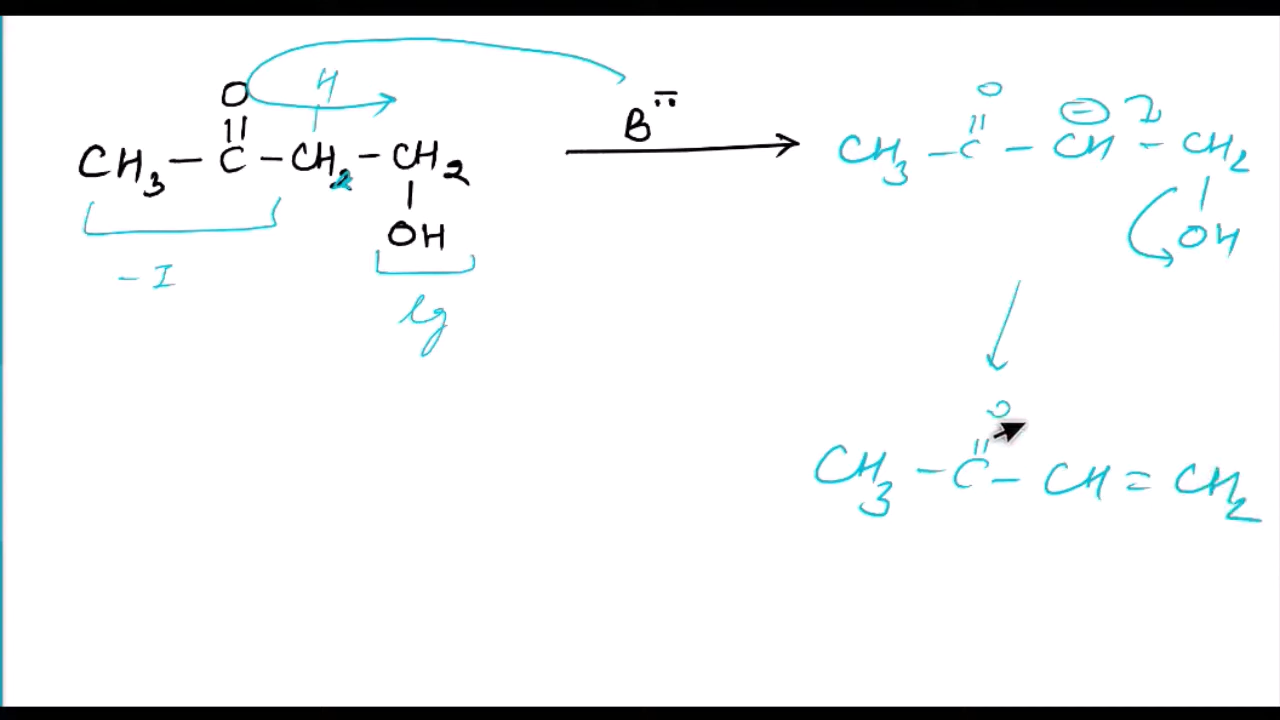 O H B⁻
CH₃ – C – CH₂ – CH₂
OH
– I
lg
O ⊖
CH₃ – C – CH – CH₂
OH
O
CH₃ – C – CH = CH₂